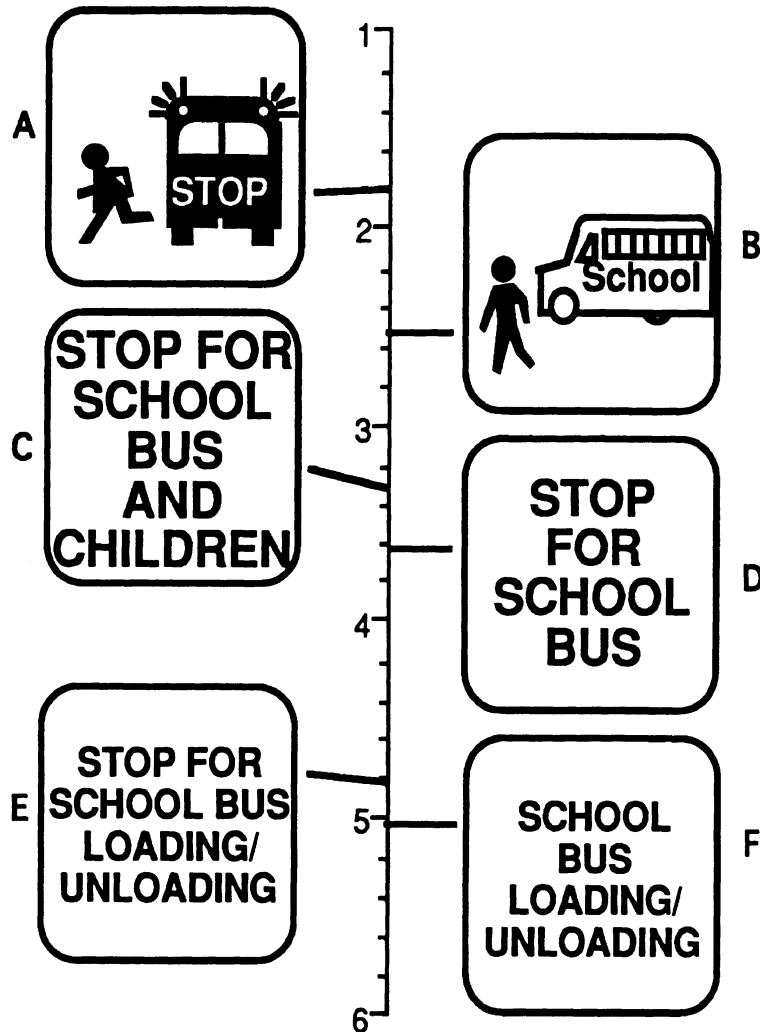 1
A
STOP
2
B
School
STOP FOR
SCHOOL
BUS
AND
CHILDREN
C
3
STOP
FOR
SCHOOL
BUS
D
4
STOP FOR
SCHOOL BUS
LOADING/
UNLOADING
E
5
SCHOOL
BUS
LOADING/
UNLOADING
F
6